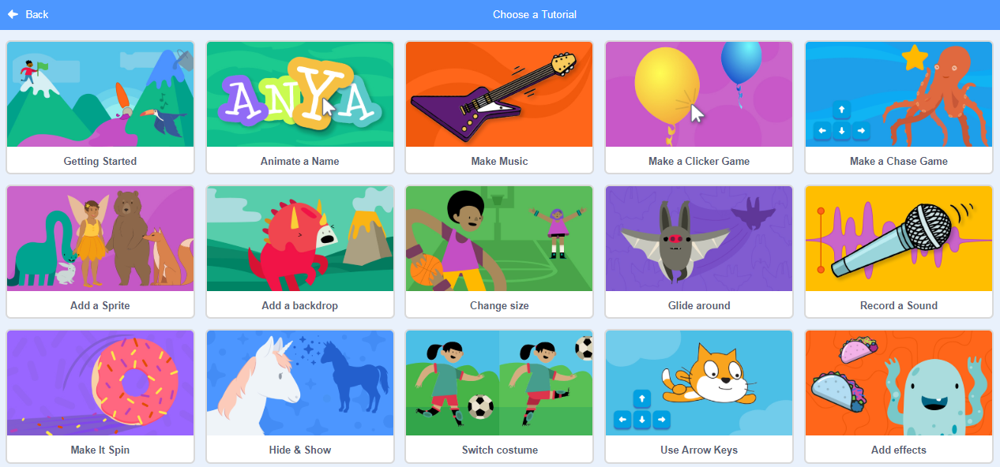 Back
Choose a Tutorial
ANYA
Getting Started
Animate a Name
Make Music
Make a Clicker Game
Make a Chase Game
Add a Sprite
Add a backdrop
Change size
Glide around
Record a Sound
Make It Spin
Hide & Show
Switch costume
Use Arrow Keys
Add effects